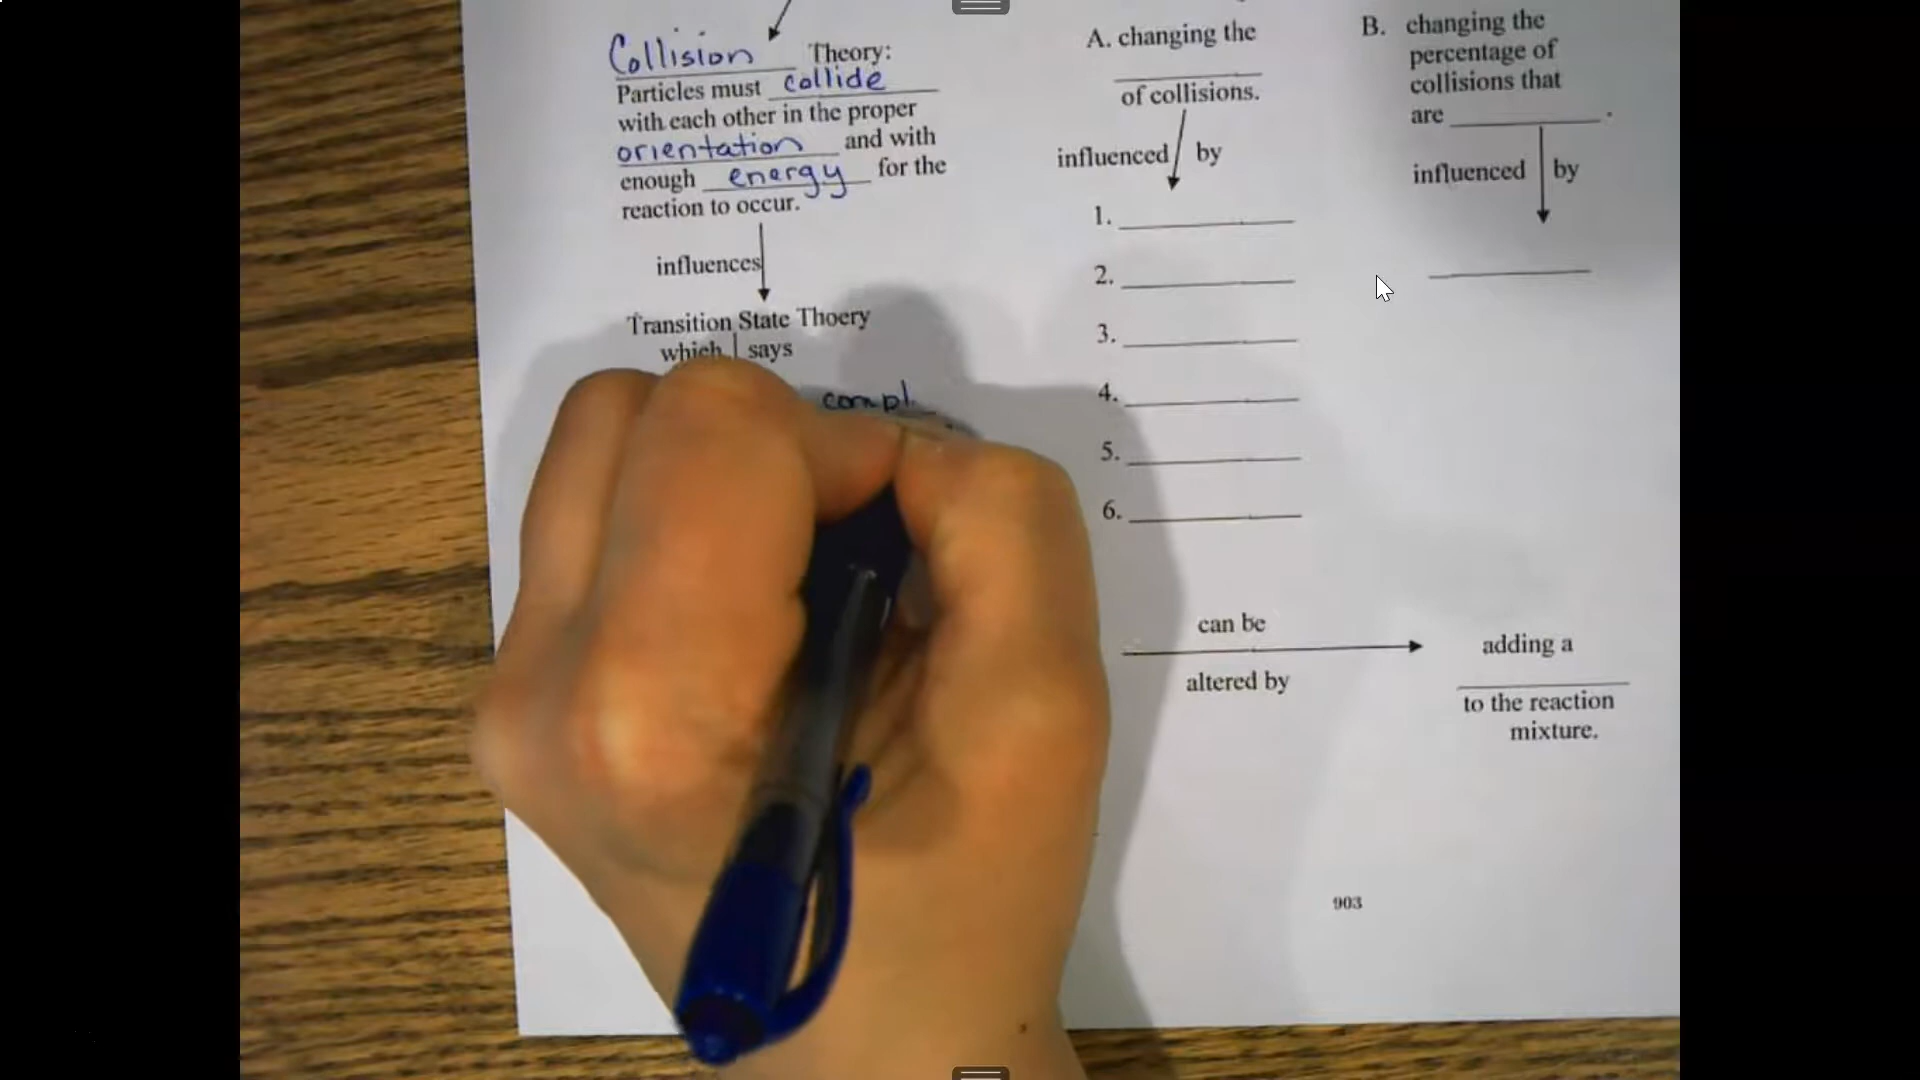 Collision Theory:
Particles must collide
with each other in the proper
orientation and with
enough energy for the
reaction to occur.
influences
Transition State Thoery
which says
compl
A. changing the
of collisions.
influenced by
1.
2.
3.
4.
5.
6.
B. changing the
percentage of
collisions that
are .
influenced by
can be
altered by
adding a
to the reaction
mixture.
903